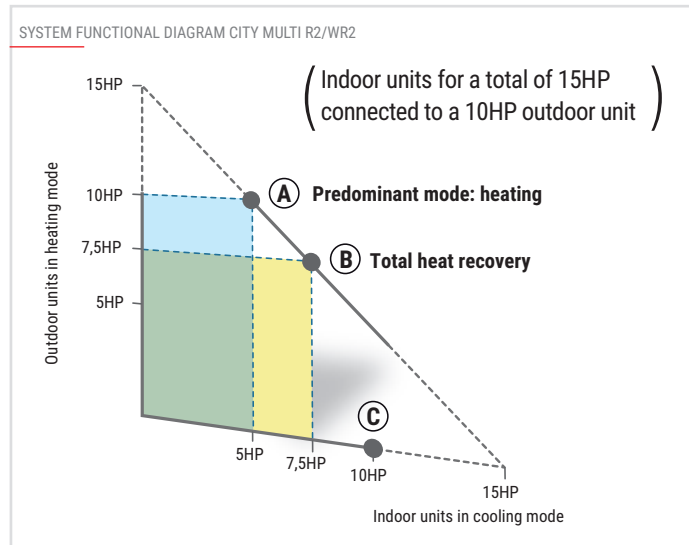 SYSTEM FUNCTIONAL DIAGRAM CITY MULTI R2/WR2
15HP
( Indoor units for a total of 15HP
connected to a 10HP outdoor unit )
Outdoor units in heating mode
10HP
A Predominant mode: heating
7,5HP
B Total heat recovery
5HP
C
5HP
7,5HP
10HP
15HP
Indoor units in cooling mode